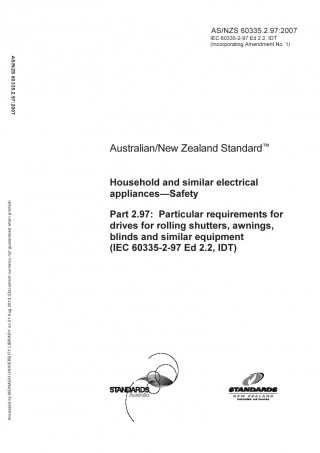 AS/NZS 60335.2.97:2007
IEC 60335-2-97 Ed 2.2, IDT
(Incorporating Amendment No. 1)
AS/NZS 60335.2.97:2007
Australian/New Zealand Standard™
Household and similar electrical
appliances—Safety
Part 2.97: Particular requirements for
drives for rolling shutters, awnings,
blinds and similar equipment
(IEC 60335-2-97 Ed 2.2, IDT)
Accessed by MONASH UNIVERSITY LIBRARY on 21 Aug 2013 (Document currency not guaranteed when printed)
STANDARDS
Australia
STANDARDS
NEW ZEALAND